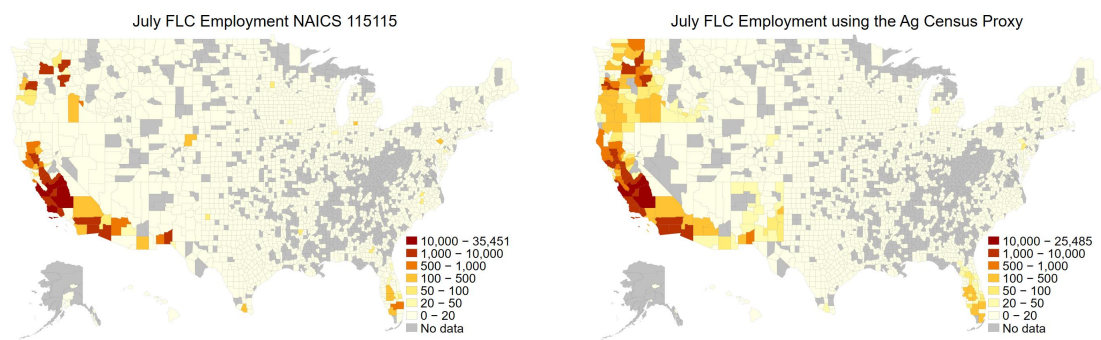 July FLC Employment NAICS 115115
10,000 − 35,451
1,000 − 10,000
500 − 1,000
100 − 500
50 − 100
20 − 50
0 − 20
No data
July FLC Employment using the Ag Census Proxy
10,000 − 25,485
1,000 − 10,000
500 − 1,000
100 − 500
50 − 100
20 − 50
0 − 20
No data